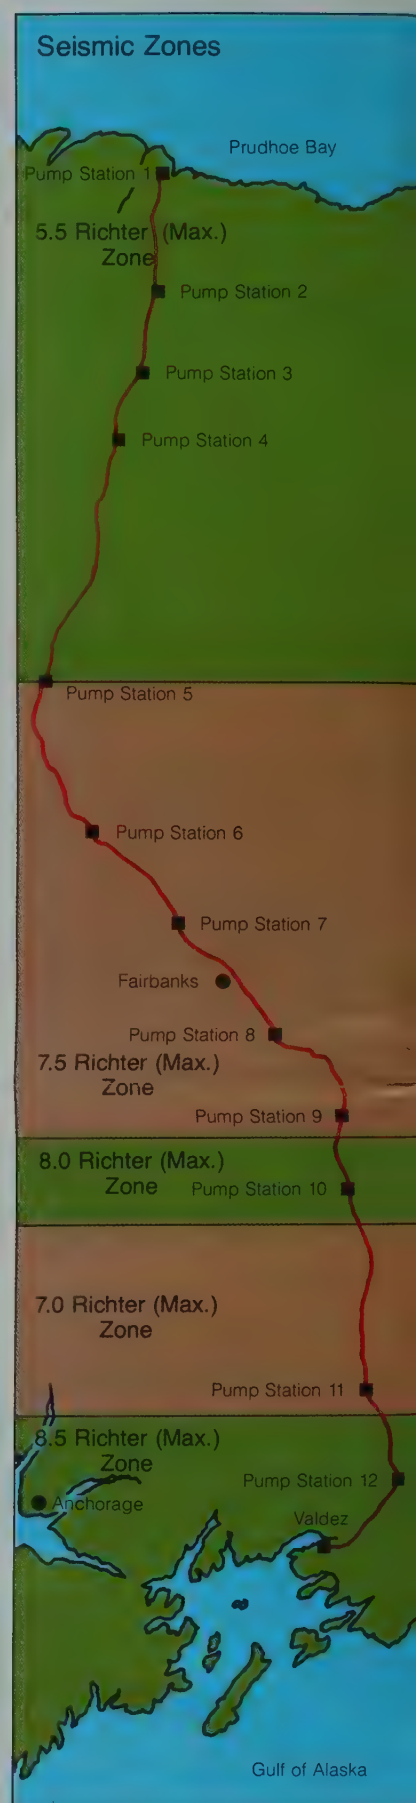 Seismic Zones
Prudhoe Bay
Pump Station 1
5.5 Richter (Max.)
Zone
Pump Station 2
Pump Station 3
Pump Station 4
Pump Station 5
Pump Station 6
Pump Station 7
Fairbanks
Pump Station 8
7.5 Richter (Max.)
Zone
Pump Station 9
8.0 Richter (Max.)
Zone
Pump Station 10
7.0 Richter (Max.)
Zone
Pump Station 11
8.5 Richter (Max.)
Zone
Pump Station 12
Anchorage
Valdez
Gulf of Alaska